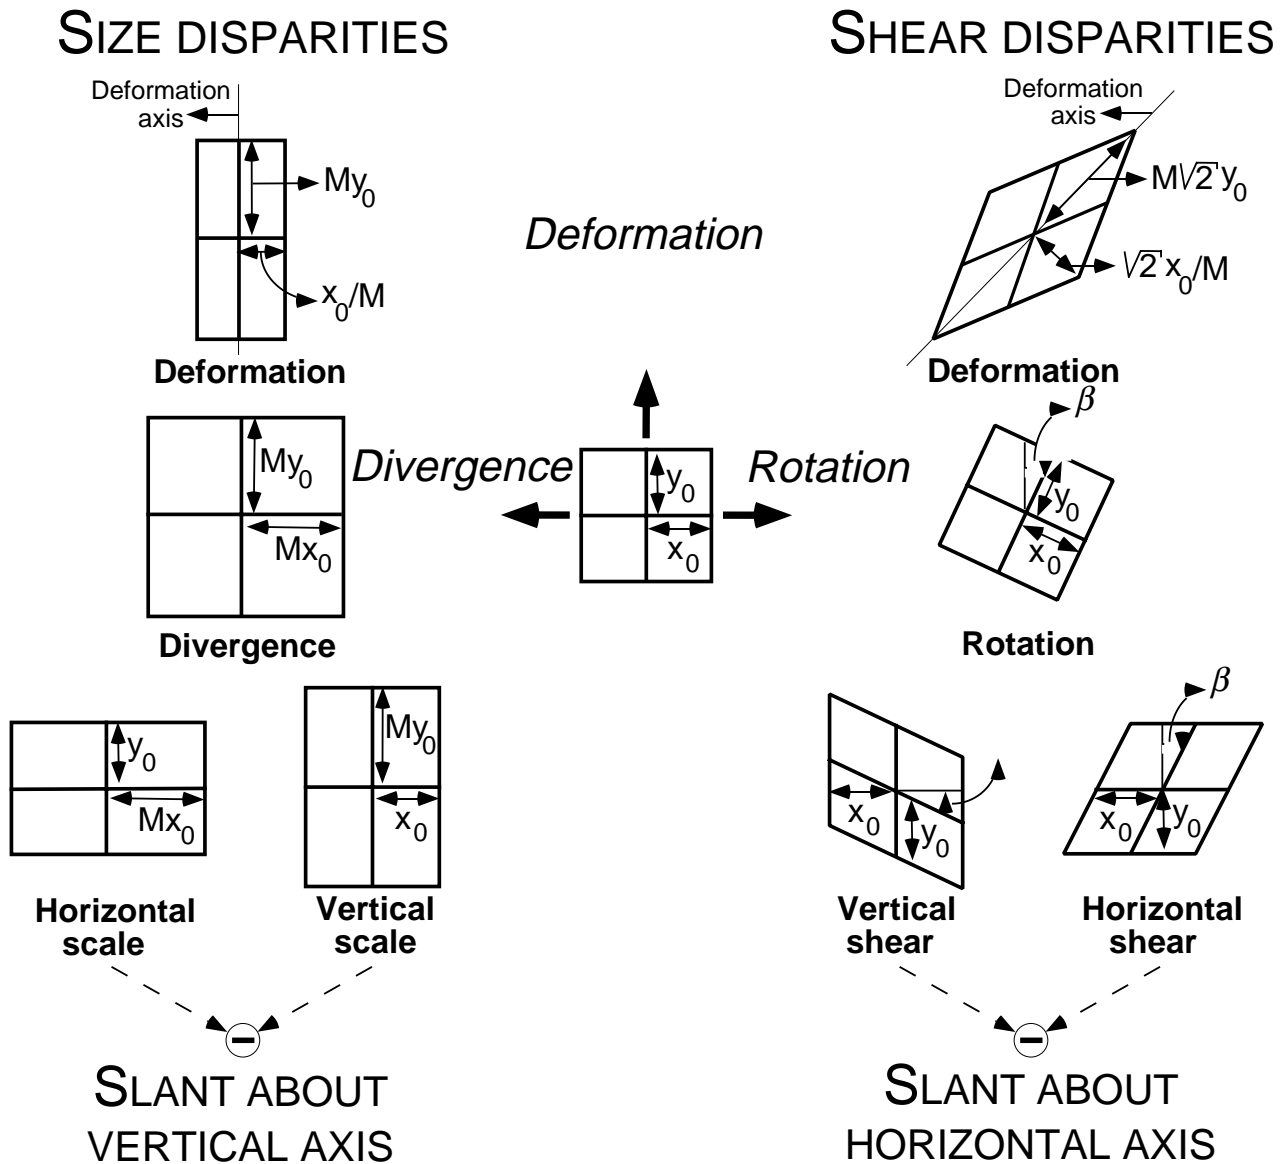 SIZE DISPARITIES
SHEAR DISPARITIES
Deformation
axis
My₀
x₀/M
Deformation
Deformation
Deformation
axis
M√2 y₀
√2 x₀/M
Deformation
My₀
Mx₀
Divergence
Divergence
y₀
x₀
Rotation
β
y₀
x₀
Rotation
y₀
Mx₀
Horizontal
scale
My₀
x₀
Vertical
scale
x₀
y₀
Vertical
shear
β
x₀
y₀
Horizontal
shear
−
SLANT ABOUT
VERTICAL AXIS
−
SLANT ABOUT
HORIZONTAL AXIS